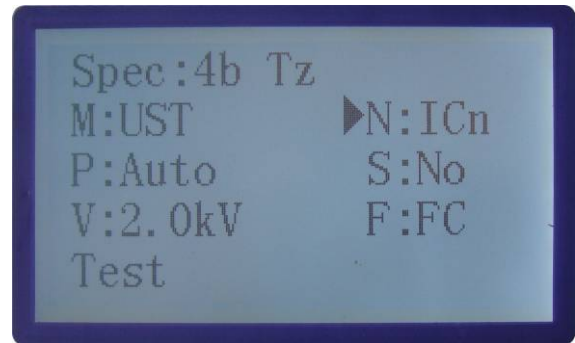 Spec:4b Tz
M:UST ▶N:ICn
P:Auto S:No
V:2.0kV F:FC
Test